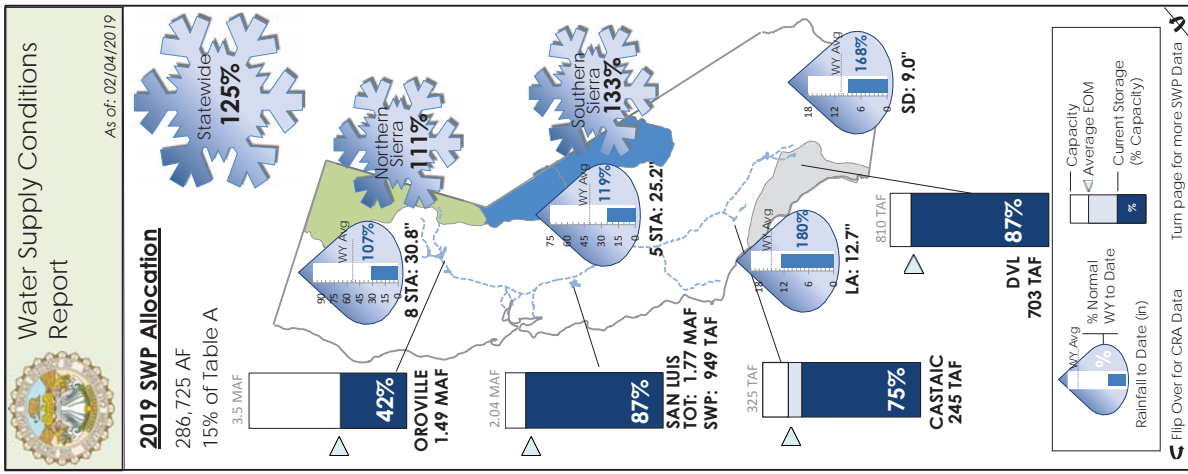 Water Supply Conditions
Report
As of: 02/04/2019
2019 SWP Allocation
286,725 AF
15% of Table A
Statewide
125%
Northern
Sierra
111%
Southern
Sierra
133%
90
75
60
45
30
15
0
WY Avg
107%
8 STA: 30.8"
75
60
45
30
15
0
WY Avg
119%
5 STA: 25.2"
18
12
6
0
WY Avg
180%
LA: 12.7"
18
12
6
0
WY Avg
168%
SD: 9.0"
3.5 MAF
42%
OROVILLE
1.49 MAF
2.04 MAF
87%
SAN LUIS
TOT: 1.77 MAF
SWP: 949 TAF
325 TAF
75%
CASTAIC
245 TAF
810 TAF
87%
DVL
703 TAF
WY Avg
%
% Normal
WY to Date
Rainfall to Date (in)
%
Capacity
Average EOM
Current Storage
(% Capacity)
Flip Over for CRA Data
Turn page for more SWP Data